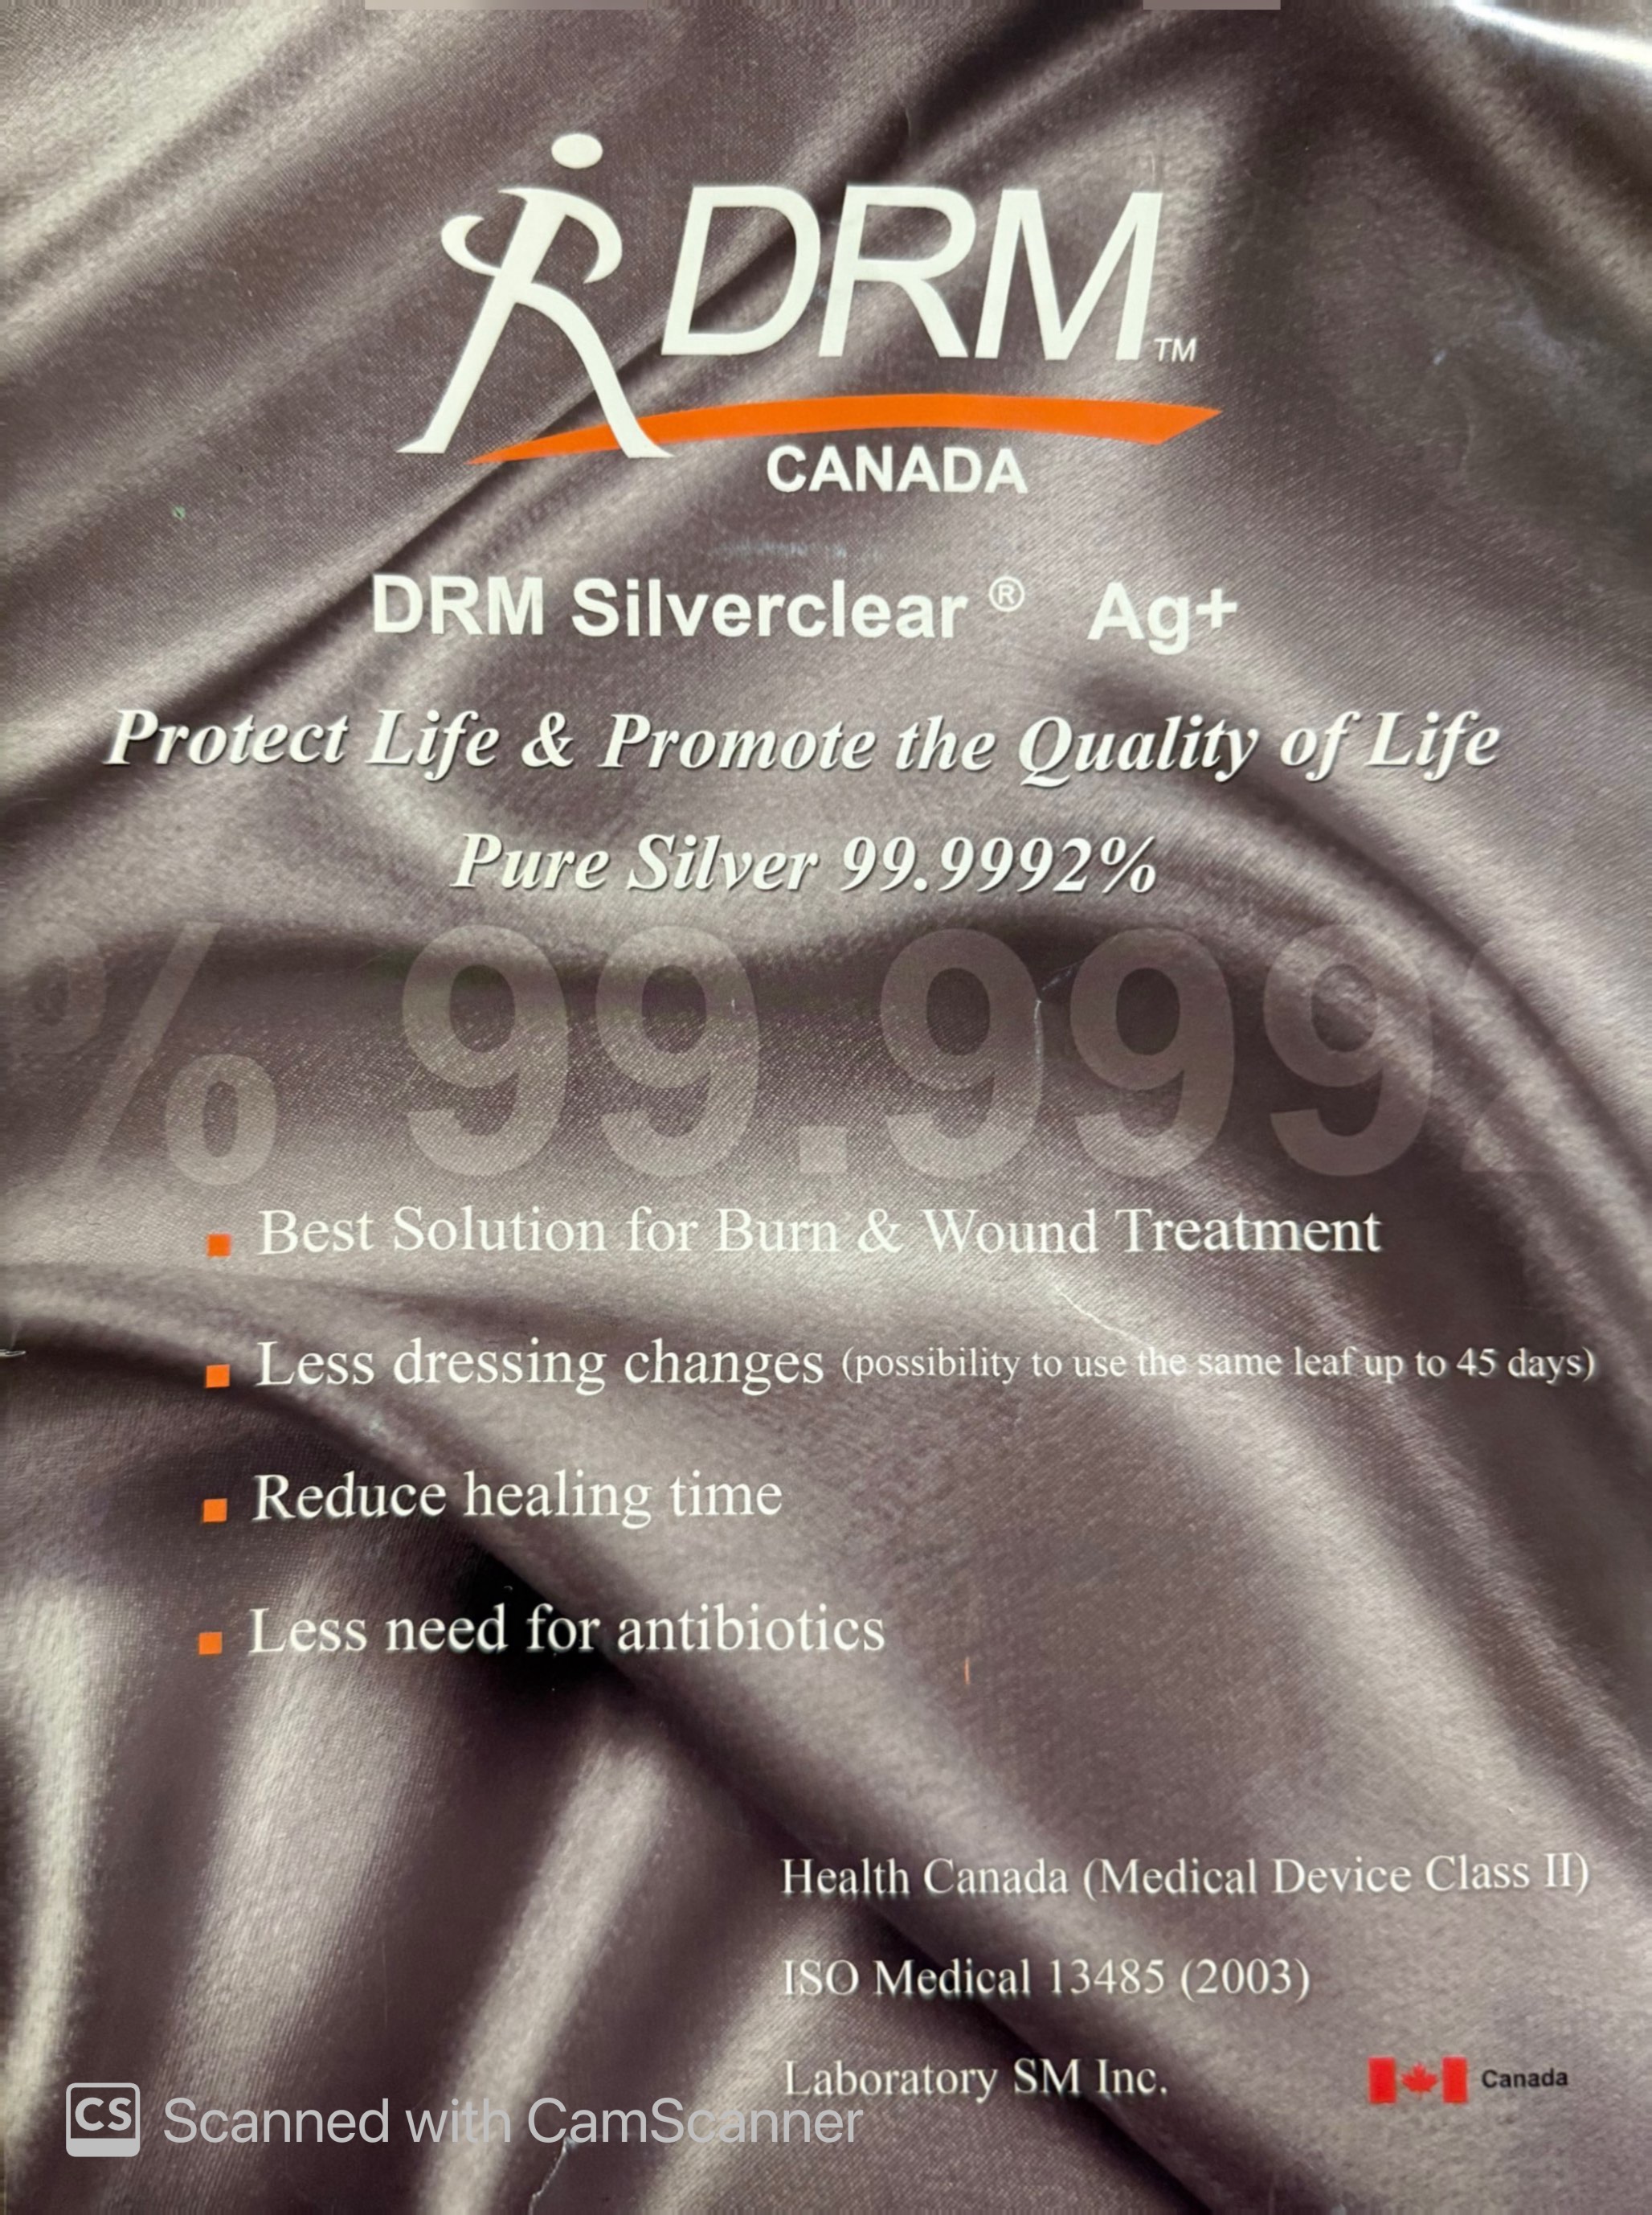 DRM™
CANADA
DRM Silverclear ® Ag+
Protect Life & Promote the Quality of Life
Pure Silver 99.9992%
% 99.999
▪ Best Solution for Burn & Wound Treatment
▪ Less dressing changes (possibility to use the same leaf up to 45 days)
▪ Reduce healing time
▪ Less need for antibiotics
Health Canada (Medical Device Class II)
ISO Medical 13485 (2003)
Laboratory SM Inc.
Canada
CS Scanned with CamScanner